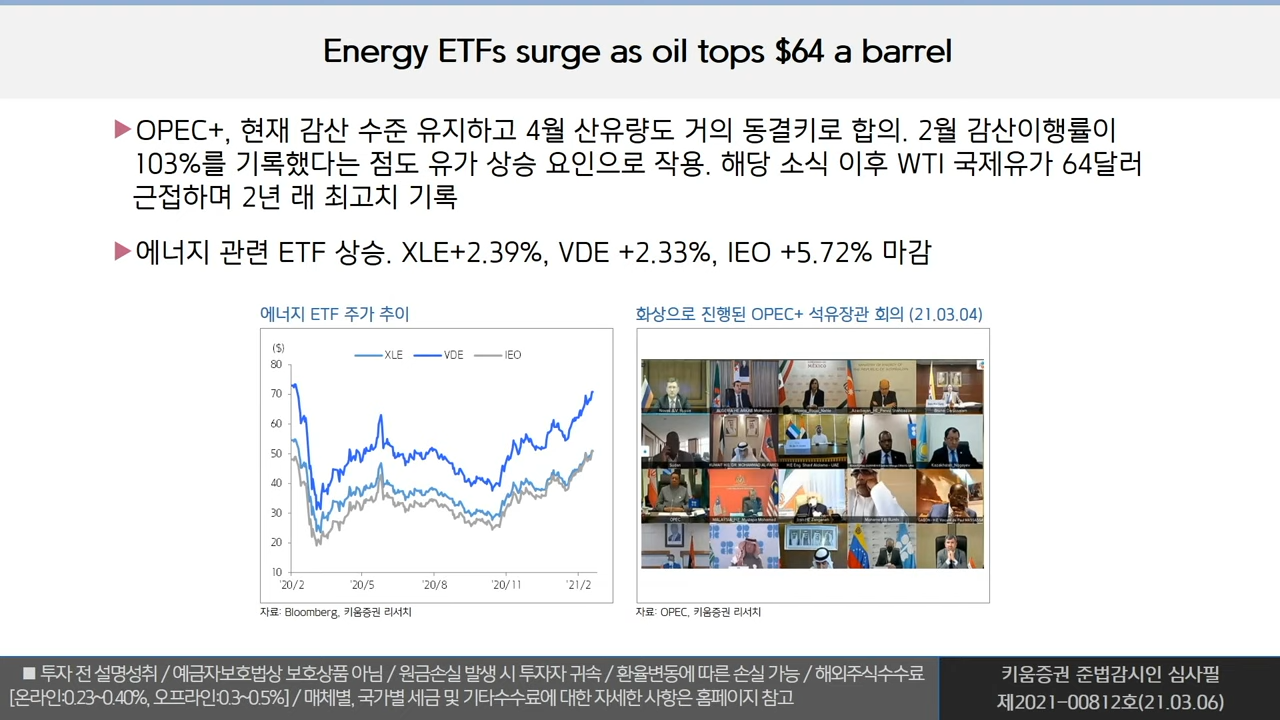 Energy ETFs surge as oil tops $64 a barrel
▶OPEC+, 현재 감산 수준 유지하고 4월 산유량도 거의 동결키로 합의. 2월 감산이행률이
103%를 기록했다는 점도 유가 상승 요인으로 작용. 해당 소식 이후 WTI 국제유가 64달러
근접하며 2년 래 최고치 기록
▶에너지 관련 ETF 상승. XLE+2.39%, VDE +2.33%, IEO +5.72% 마감
에너지 ETF 주가 추이
($)
XLE VDE IEO
80
70
60
50
40
30
20
10
'20/2 '20/5 '20/8 '20/11 '21/2
자료: Bloomberg, 키움증권 리서치
화상으로 진행된 OPEC+ 석유장관 회의 (21.03.04)
MÉXICO
Sudan
OPEC
자료: OPEC, 키움증권 리서치
■ 투자 전 설명성취 / 예금자보호법상 보호상품 아님 / 원금손실 발생 시 투자자 귀속 / 환율변동에 따른 손실 가능 / 해외주식수수료
[온라인:0.23~0.40%, 오프라인:0.3~0.5%] / 매체별, 국가별 세금 및 기타수수료에 대한 자세한 사항은 홈페이지 참고
키움증권 준법감시인 심사필
제2021-00812호(21.03.06)